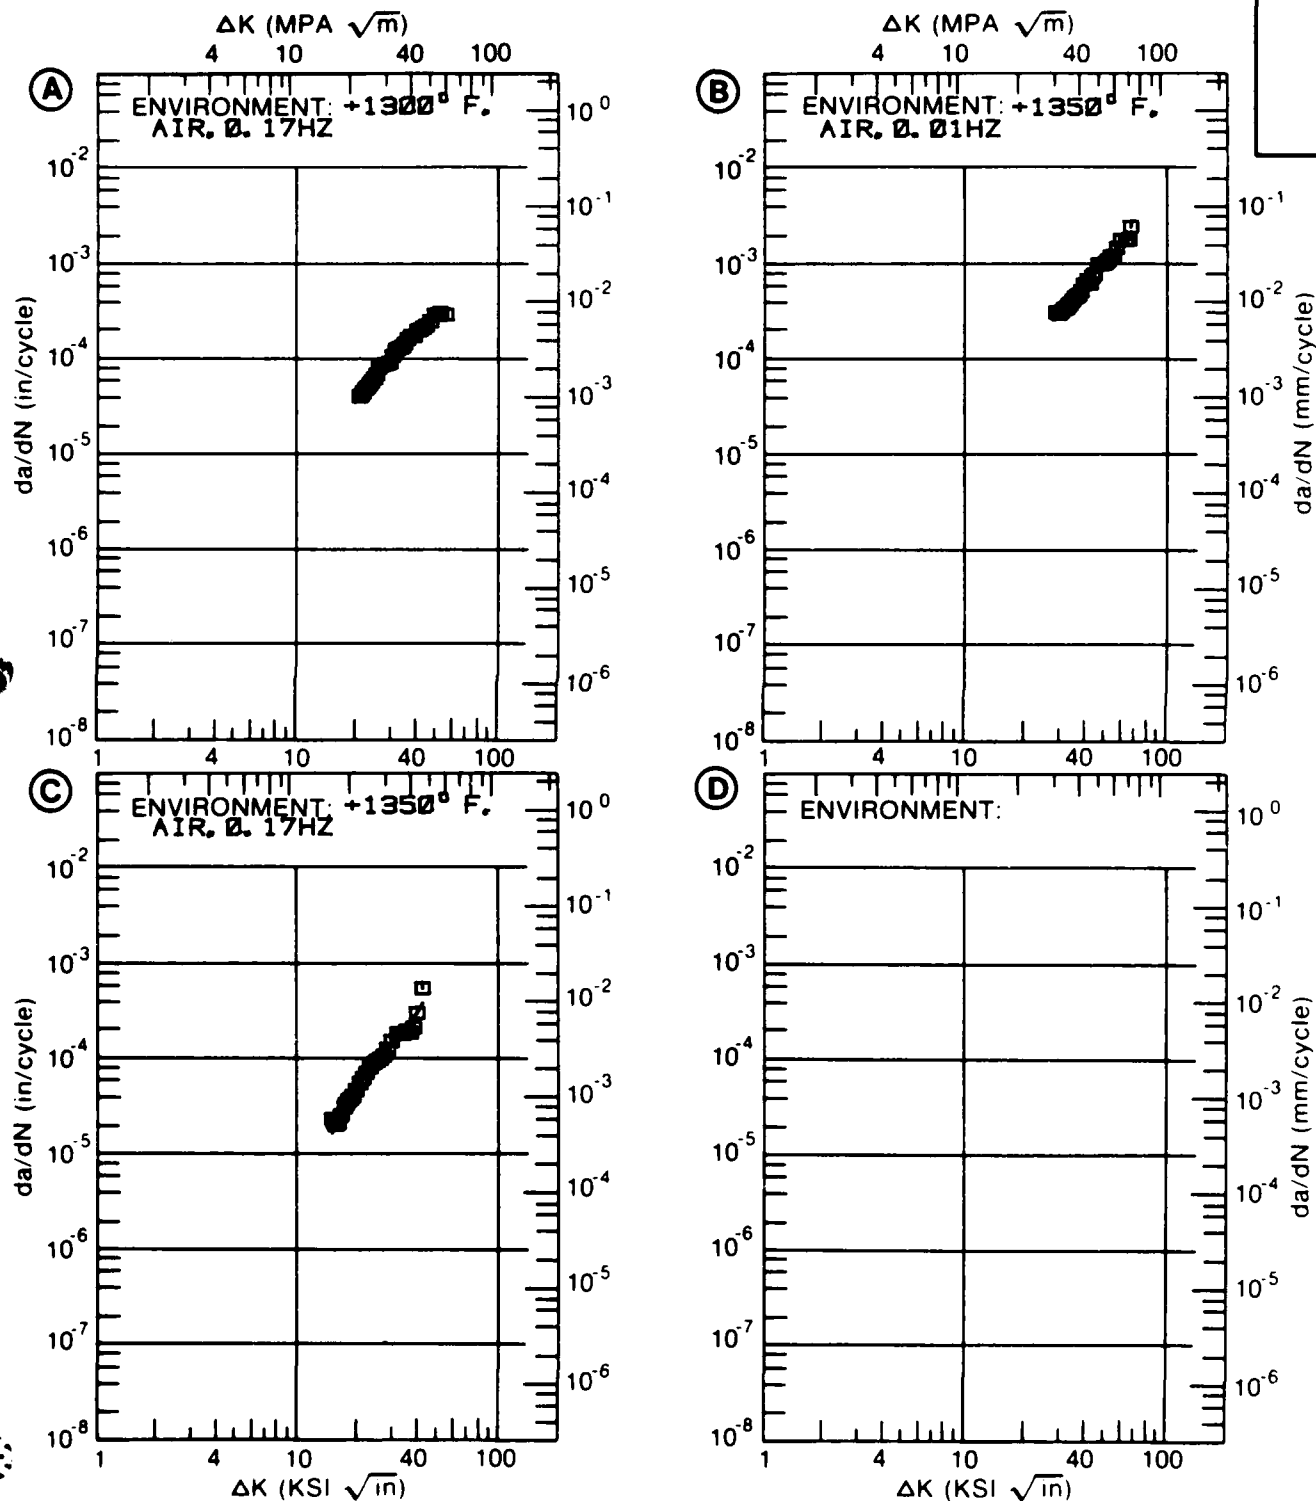 ΔK (MPA √m)
4 10 40 100
ΔK (MPA √m)
4 10 40 100
A
ENVIRONMENT: +1300° F.
AIR, 0.17HZ
10^-2
10^-3
10^-4
10^-5
10^-6
10^-7
10^-8
da/dN (in/cycle)
10^0
10^-1
10^-2
10^-3
10^-4
10^-5
10^-6
1 4 10 40 100
B
ENVIRONMENT: +1350° F.
AIR, 0.01HZ
10^-2
10^-3
10^-4
10^-5
10^-6
10^-7
10^-8
10^0
10^-1
10^-2
10^-3
10^-4
10^-5
10^-6
da/dN (mm/cycle)
1 4 10 40 100
C
ENVIRONMENT: +1350° F.
AIR, 0.17HZ
10^-2
10^-3
10^-4
10^-5
10^-6
10^-7
10^-8
da/dN (in/cycle)
10^0
10^-1
10^-2
10^-3
10^-4
10^-5
10^-6
1 4 10 40 100
ΔK (KSI √in)
D
ENVIRONMENT:
10^-2
10^-3
10^-4
10^-5
10^-6
10^-7
10^-8
10^0
10^-1
10^-2
10^-3
10^-4
10^-5
10^-6
da/dN (mm/cycle)
1 4 10 40 100
ΔK (KSI √in)